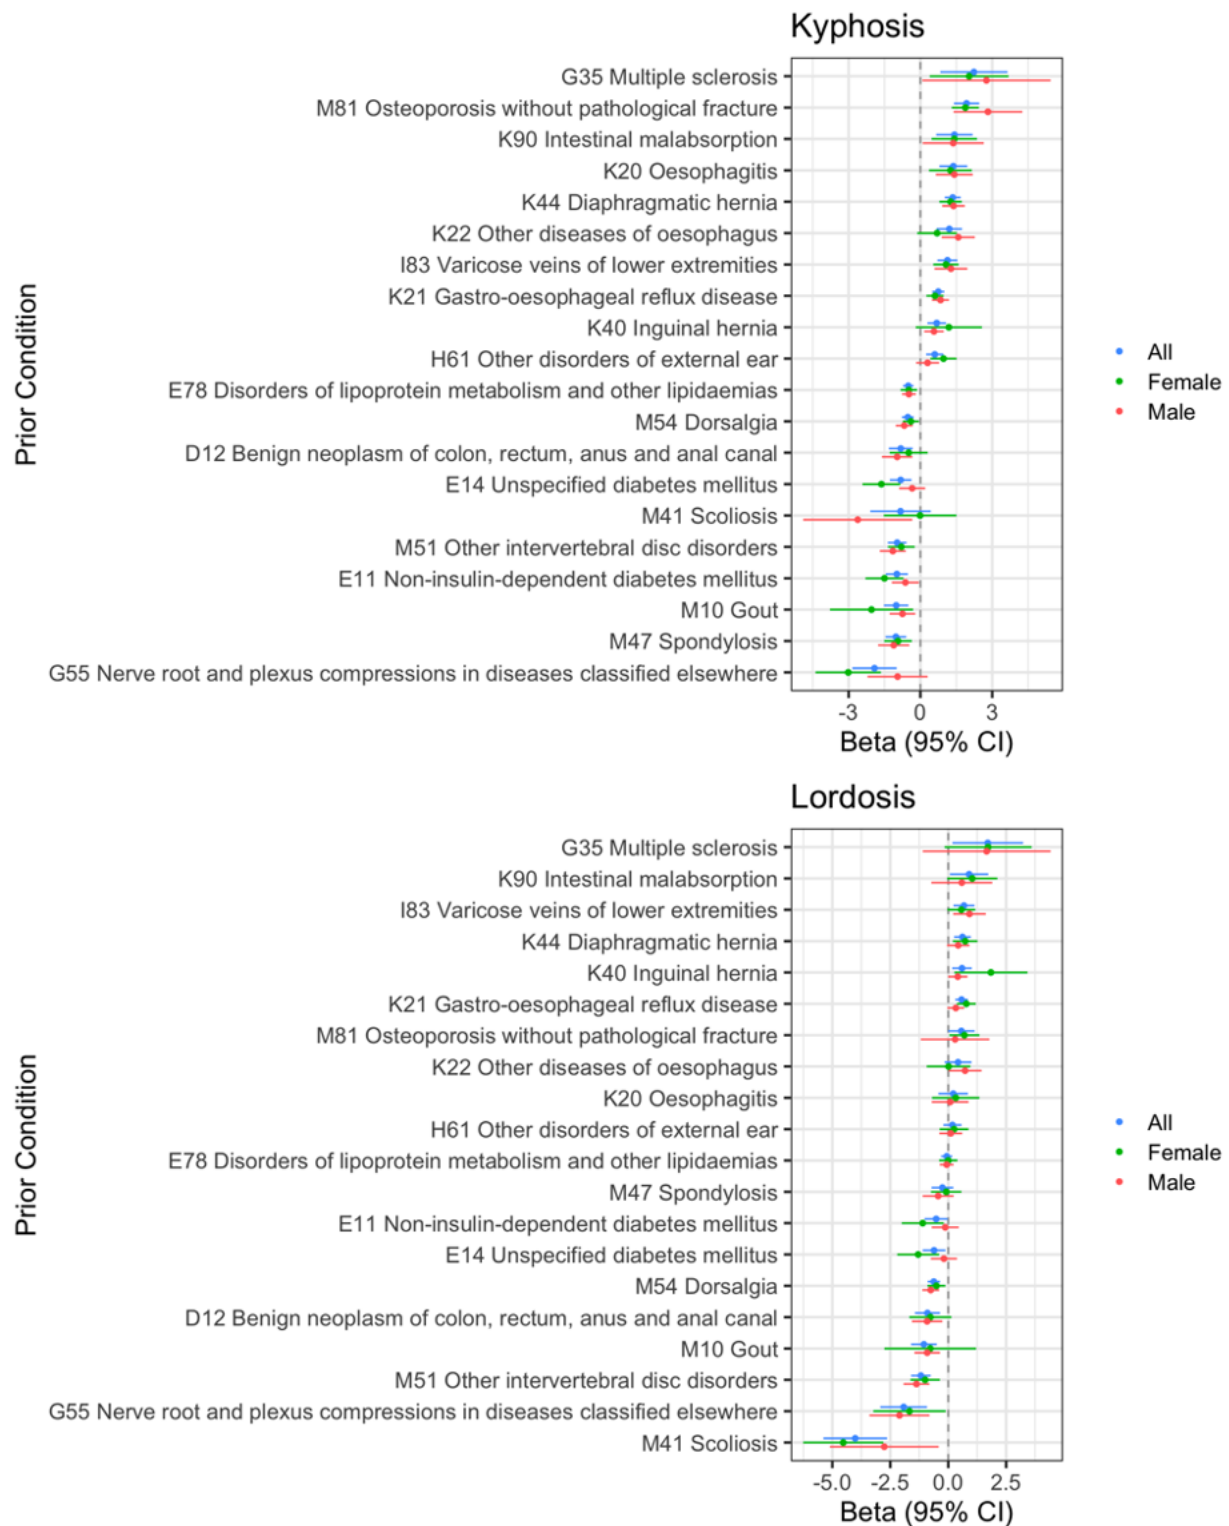 Kyphosis
Prior Condition
G35 Multiple sclerosis
M81 Osteoporosis without pathological fracture
K90 Intestinal malabsorption
K20 Oesophagitis
K44 Diaphragmatic hernia
K22 Other diseases of oesophagus
I83 Varicose veins of lower extremities
K21 Gastro-oesophageal reflux disease
K40 Inguinal hernia
H61 Other disorders of external ear
E78 Disorders of lipoprotein metabolism and other lipidaemias
M54 Dorsalgia
D12 Benign neoplasm of colon, rectum, anus and anal canal
E14 Unspecified diabetes mellitus
M41 Scoliosis
M51 Other intervertebral disc disorders
E11 Non-insulin-dependent diabetes mellitus
M10 Gout
M47 Spondylosis
G55 Nerve root and plexus compressions in diseases classified elsewhere
-3 0 3
Beta (95% CI)
All
Female
Male
Lordosis
Prior Condition
G35 Multiple sclerosis
K90 Intestinal malabsorption
I83 Varicose veins of lower extremities
K44 Diaphragmatic hernia
K40 Inguinal hernia
K21 Gastro-oesophageal reflux disease
M81 Osteoporosis without pathological fracture
K22 Other diseases of oesophagus
K20 Oesophagitis
H61 Other disorders of external ear
E78 Disorders of lipoprotein metabolism and other lipidaemias
M47 Spondylosis
E11 Non-insulin-dependent diabetes mellitus
E14 Unspecified diabetes mellitus
M54 Dorsalgia
D12 Benign neoplasm of colon, rectum, anus and anal canal
M10 Gout
M51 Other intervertebral disc disorders
G55 Nerve root and plexus compressions in diseases classified elsewhere
M41 Scoliosis
-5.0 -2.5 0.0 2.5
Beta (95% CI)
All
Female
Male